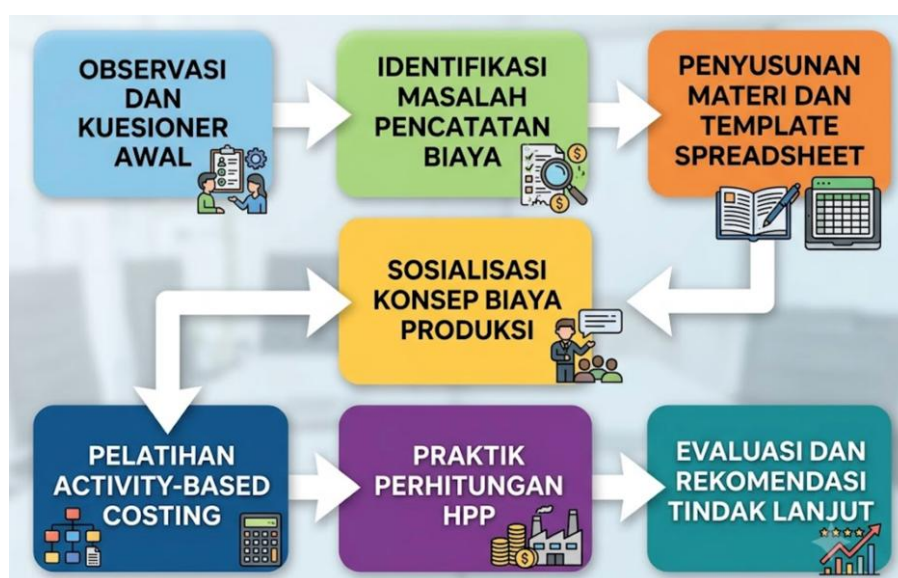 OBSERVASI
DAN
KUESIONER
AWAL
IDENTIFIKASI
MASALAH
PENCATATAN
BIAYA
PENYUSUNAN
MATERI DAN
TEMPLATE
SPREADSHEET
SOSIALISASI
KONSEP BIAYA
PRODUKSI
PELATIHAN
ACTIVITY-BASED
COSTING
PRAKTIK
PERHITUNGAN
HPP
EVALUASI DAN
REKOMENDASI
TINDAK LANJUT